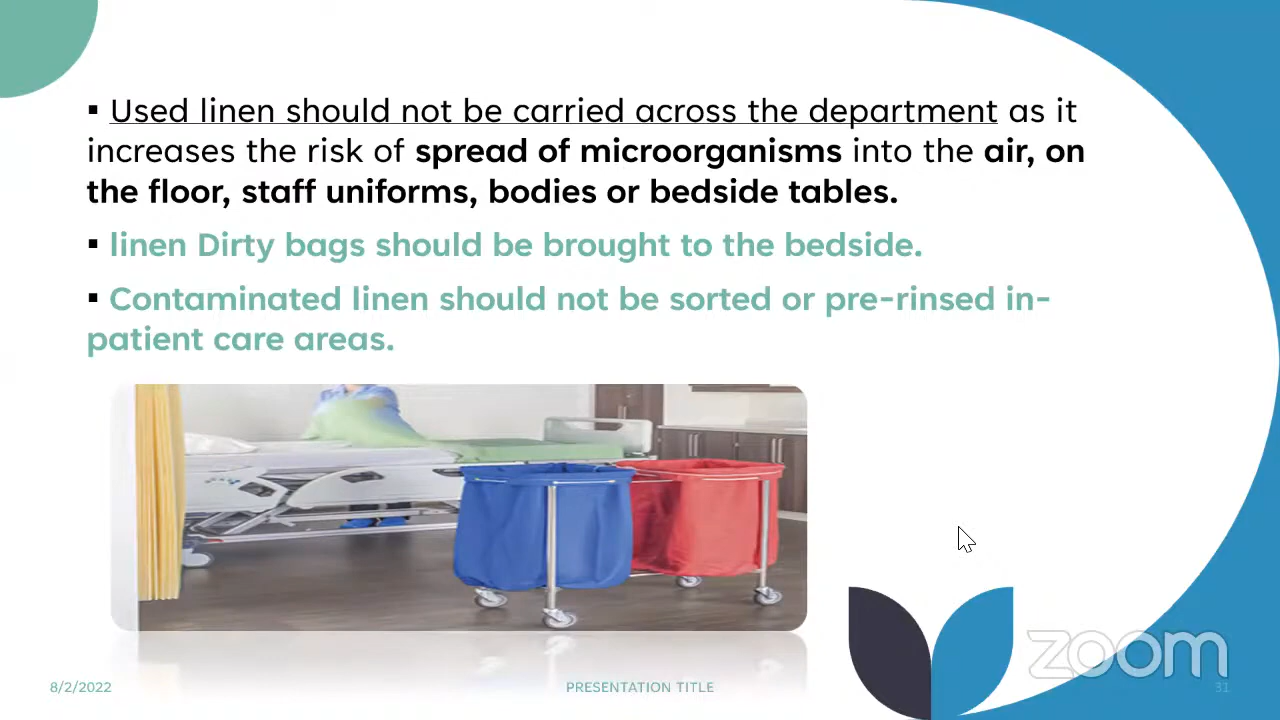 ▪ Used linen should not be carried across the department as it
increases the risk of spread of microorganisms into the air, on
the floor, staff uniforms, bodies or bedside tables.
▪ linen Dirty bags should be brought to the bedside.
▪ Contaminated linen should not be sorted or pre-rinsed in-
patient care areas.
8/2/2022
PRESENTATION TITLE
zoom
31